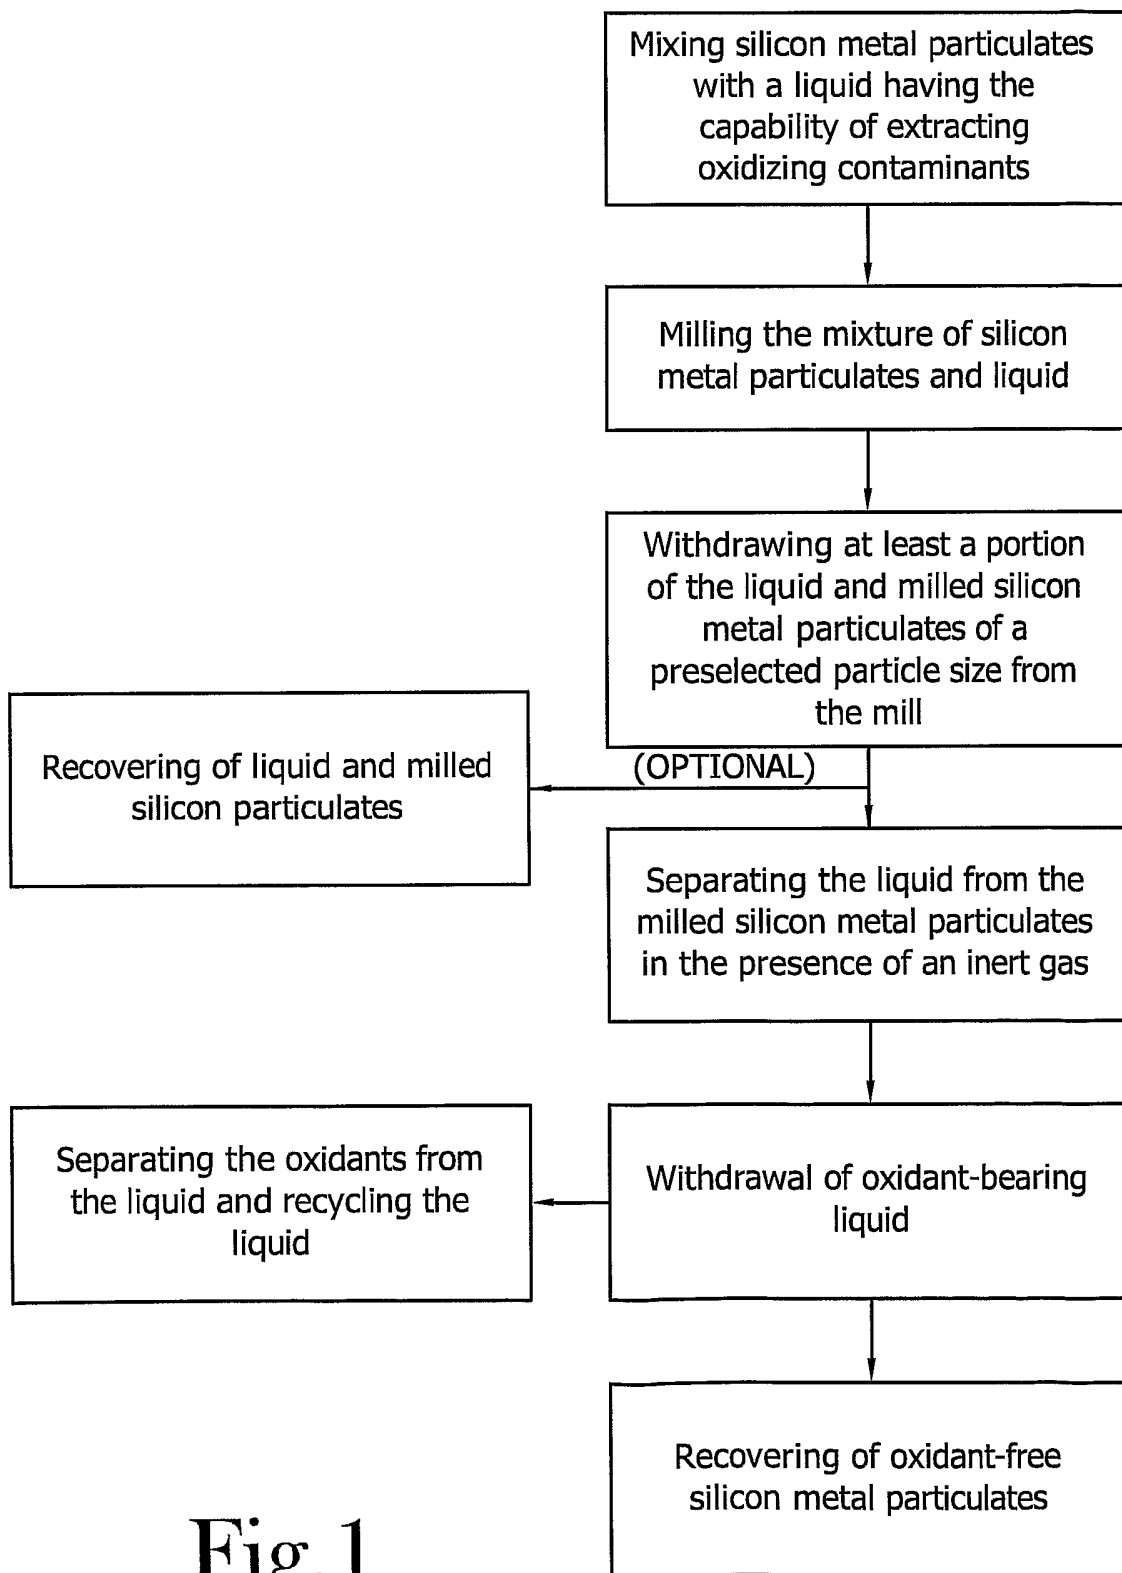 Mixing silicon metal particulates
with a liquid having the
capability of extracting
oxidizing contaminants
Milling the mixture of silicon
metal particulates and liquid
Withdrawing at least a portion
of the liquid and milled silicon
metal particulates of a
preselected particle size from
the mill
(OPTIONAL)
Recovering of liquid and milled
silicon particulates
Separating the liquid from the
milled silicon metal particulates
in the presence of an inert gas
Withdrawal of oxidant-bearing
liquid
Separating the oxidants from
the liquid and recycling the
liquid
Recovering of oxidant-free
silicon metal particulates
Fig.1